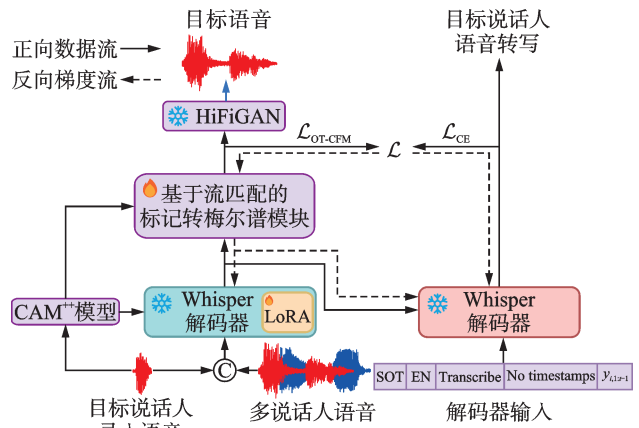 目标语音
目标说话人
语音转写
正向数据流
反向梯度流
HiFiGAN
ℒOT-CFM
ℒ
ℒCE
基于流匹配的
标记转梅尔谱模块
CAM++模型
Whisper
解码器
LoRA
Whisper
解码器
C
SOT EN Transcribe No timestamps
目标说话人
多说话人语音
解码器输入